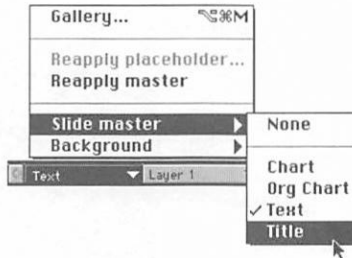 Gallery... ⌥⌘M
Reapply placeholder...
Reapply master
Slide master ▶
Background ▶
Text Layer 1
None
Chart
Org Chart
✓ Text
Title